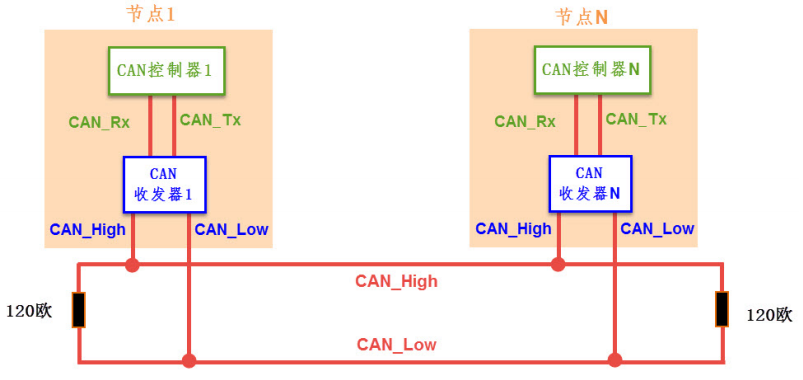 节点1
节点N
CAN控制器1
CAN控制器N
CAN_Rx
CAN_Tx
CAN_Rx
CAN_Tx
CAN
收发器1
CAN
收发器N
CAN_High
CAN_Low
CAN_High
CAN_Low
CAN_High
120欧
120欧
CAN_Low